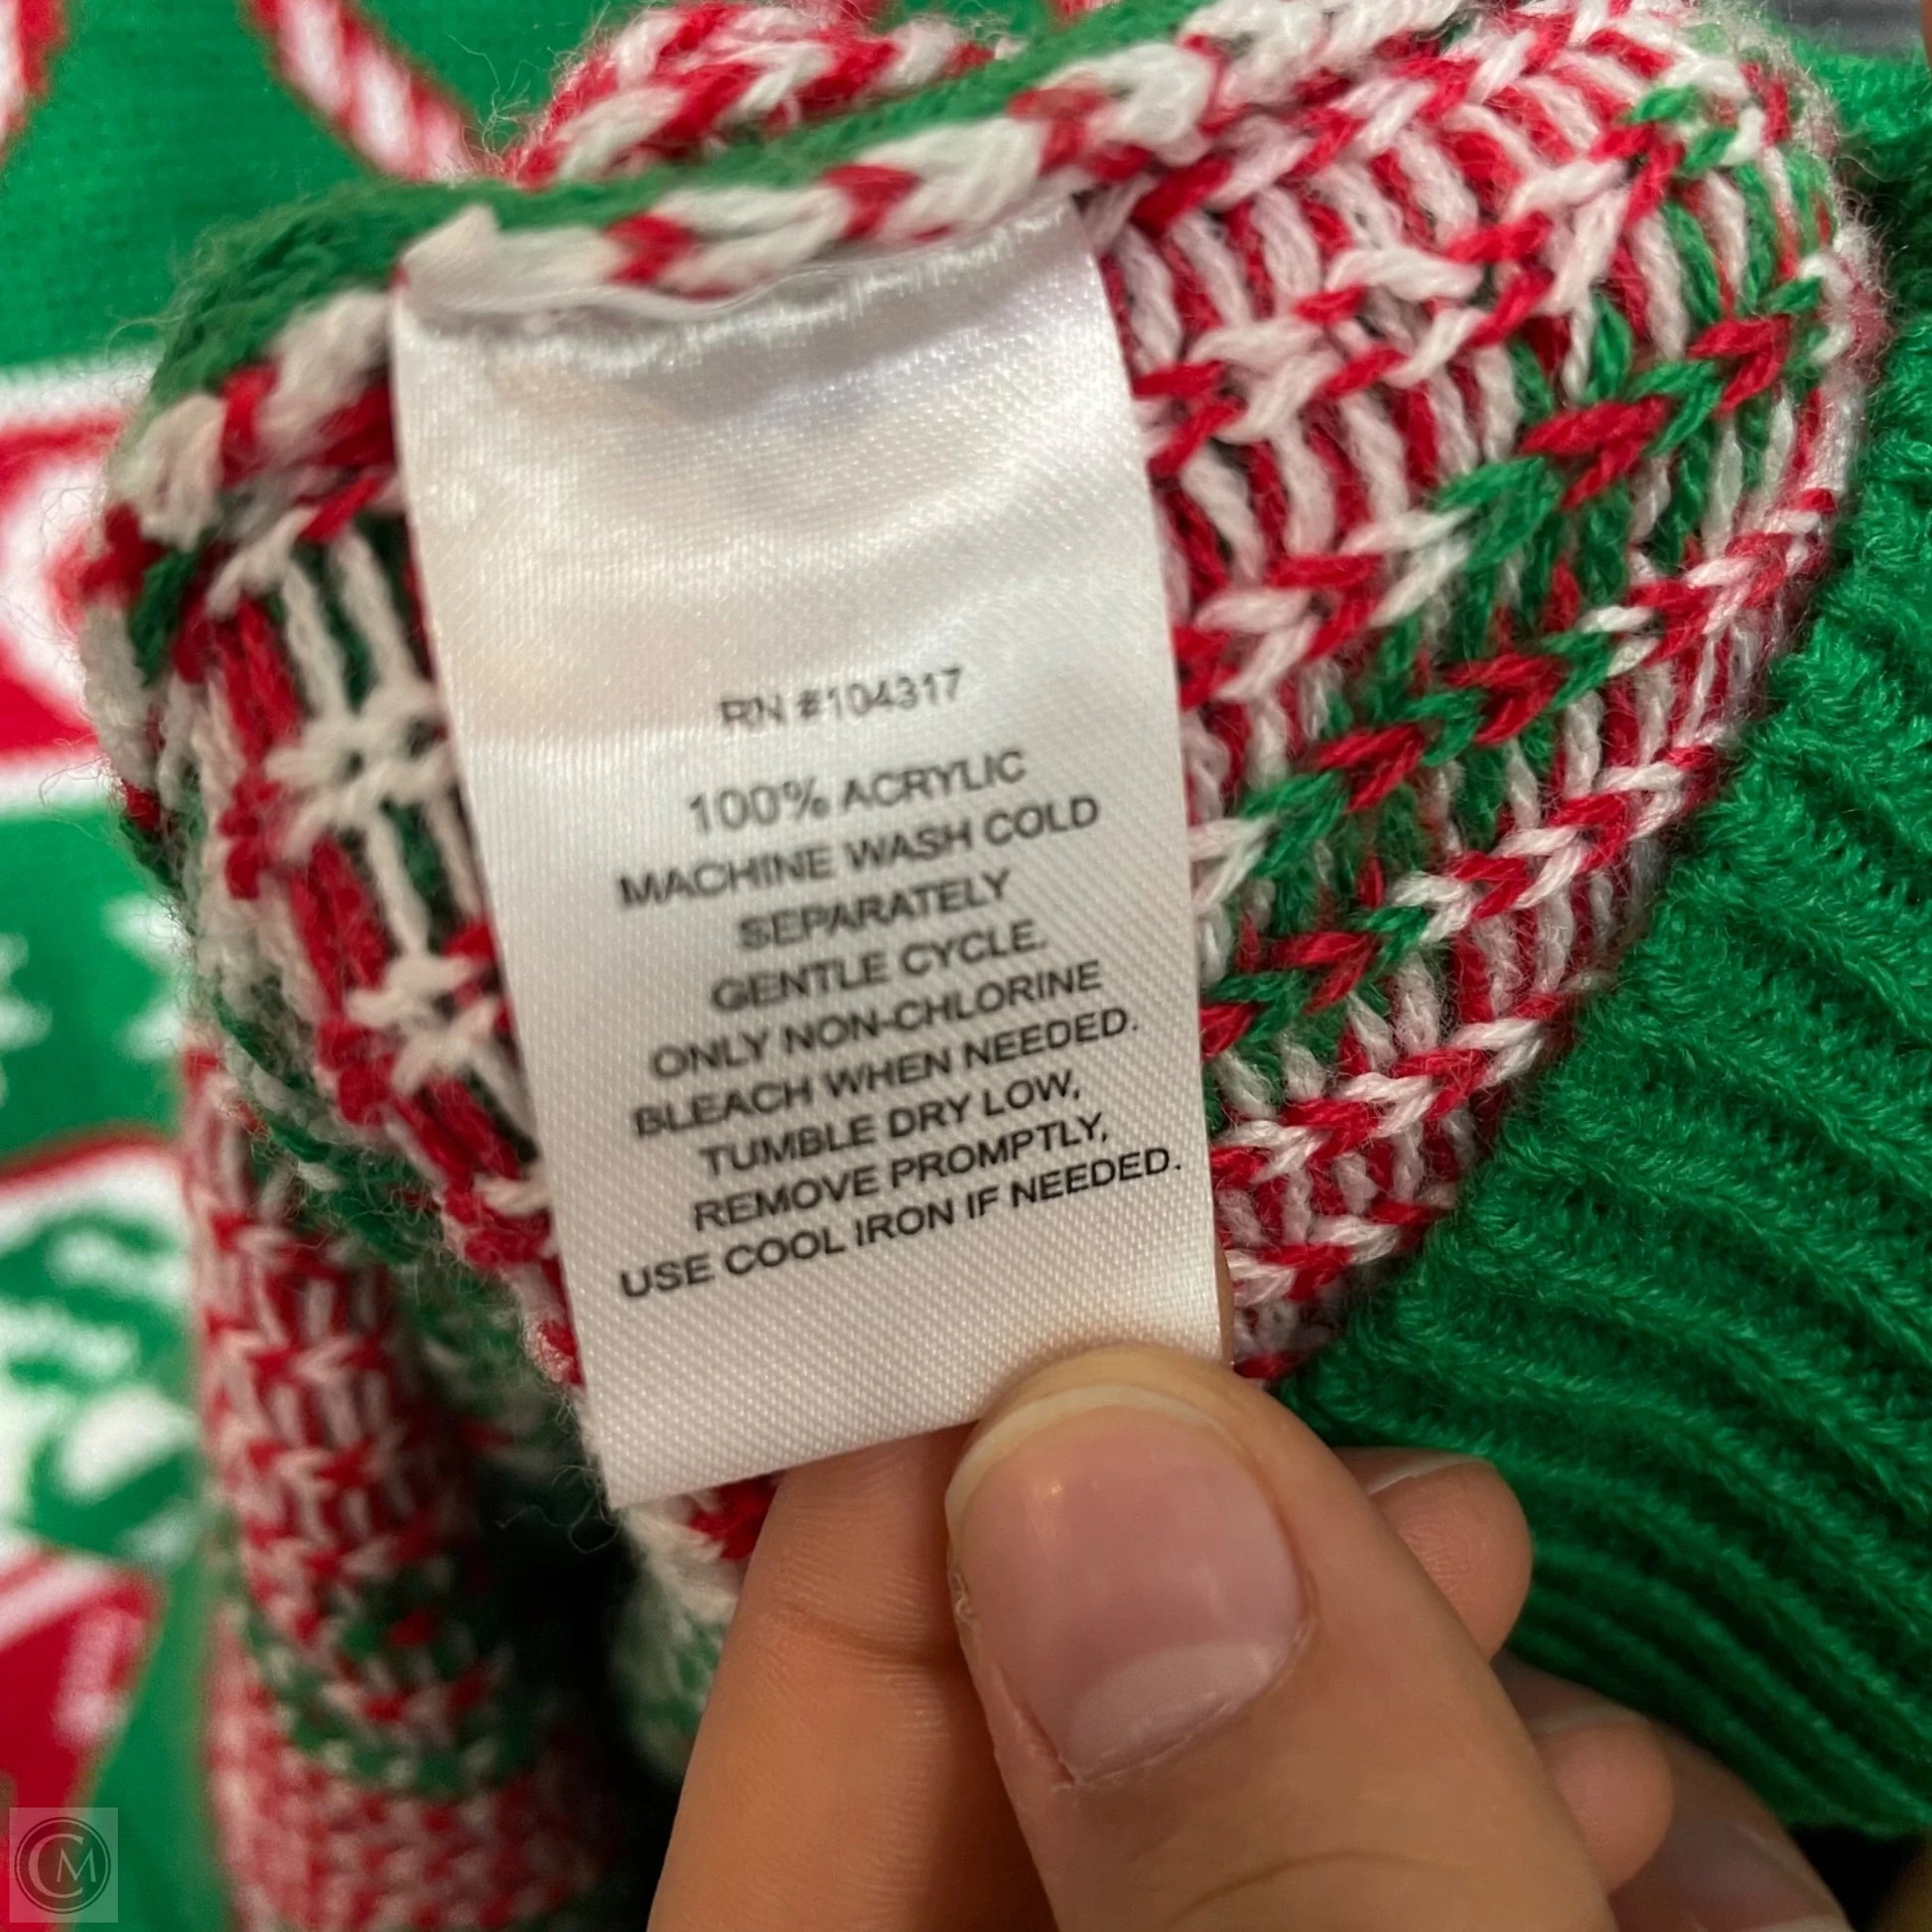 RN #104317
100% ACRYLIC
MACHINE WASH COLD
SEPARATELY
GENTLE CYCLE.
ONLY NON-CHLORINE
BLEACH WHEN NEEDED.
TUMBLE DRY LOW,
REMOVE PROMPTLY,
USE COOL IRON IF NEEDED.
CM